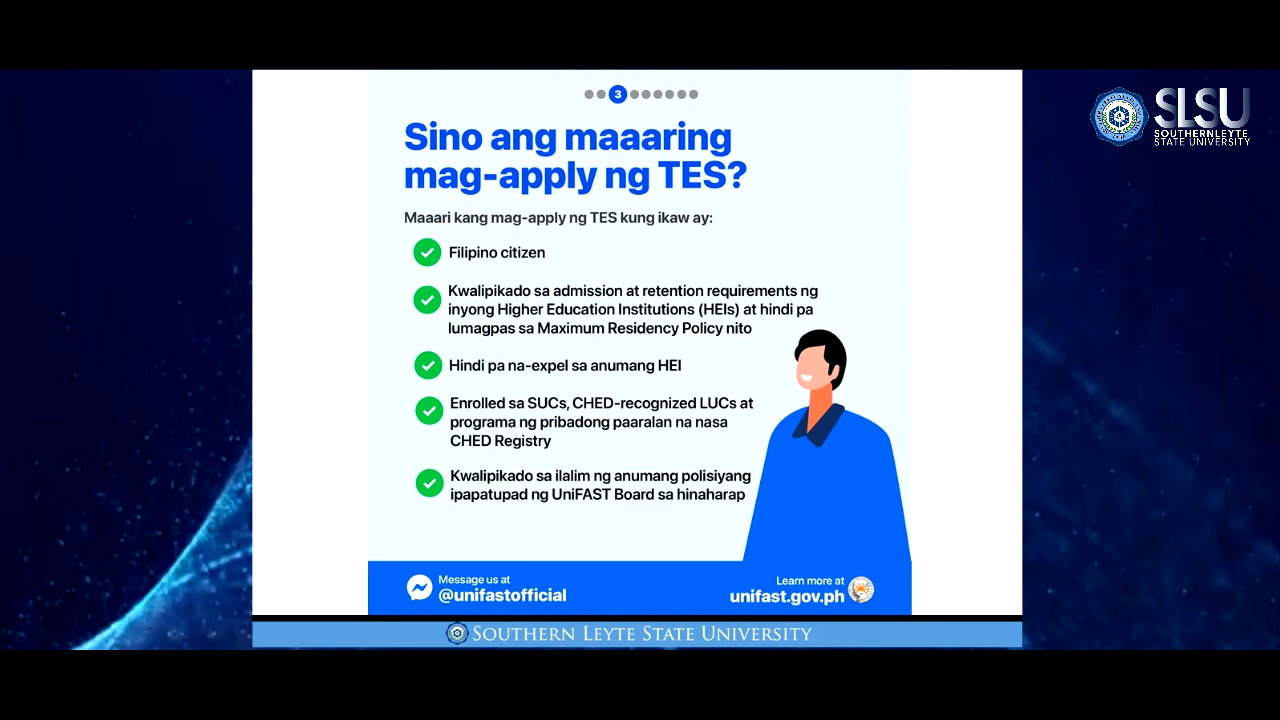 3
Sino ang maaaring
mag-apply ng TES?
Maaari kang mag-apply ng TES kung ikaw ay:
Filipino citizen
Kwalipikado sa admission at retention requirements ng
inyong Higher Education Institutions (HEIs) at hindi pa
lumagpas sa Maximum Residency Policy nito
Hindi pa na-expel sa anumang HEI
Enrolled sa SUCs, CHED-recognized LUCs at
programa ng pribadong paaralan na nasa
CHED Registry
Kwalipikado sa ilalim ng anumang polisiyang
ipapatupad ng UniFAST Board sa hinaharap
Message us at
@unifastofficial
Learn more at
unifast.gov.ph
SOUTHERN LEYTE STATE UNIVERSITY
SLSU
SOUTHERN LEYTE
STATE UNIVERSITY